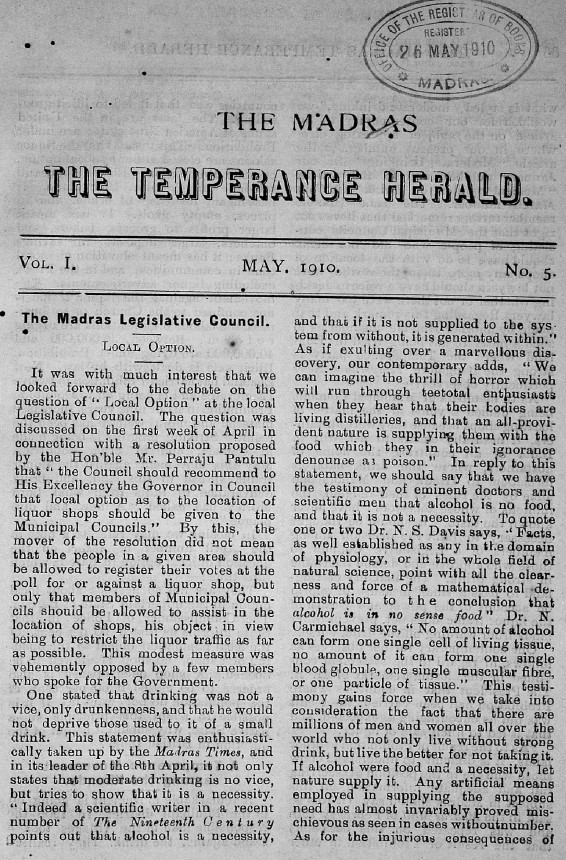 OFFICE OF THE REGISTRAR OF BOOKS
REGISTER
26 MAY 1910
MADRAS
THE MADRAS
THE TEMPERANCE HERALD.
VOL. I.
MAY. 1910.
No. 5.
The Madras Legislative Council.
LOCAL OPTION.
It was with much interest that we
looked forward to the debate on the
question of "Local Option" at the local
Legislative Council. The question was
discussed on the first week of April in
connection with a resolution proposed
by the Hon'ble Mr. Perraju Pantulu
that "the Council should recommend to
His Excellency the Governor in Council
that local option as to the location of
liquor shops should be given to the
Municipal Councils." By this, the
mover of the resolution did not mean
that the people in a given area should
be allowed to register their votes at the
poll for or against a liquor shop, but
only that members of Municipal Coun-
cils should be allowed to assist in the
location of shops, his object in view
being to restrict the liquor traffic as far
as possible. This modest measure was
vehemently opposed by a few members
who spoke for the Government.
One stated that drinking was not a
vice, only drunkenness, and that he would
not deprive those used to it of a small
drink. This statement was enthusiasti-
cally taken up by the Madras Times, and
in its leader of the 8th April, it not only
states that moderate drinking is no vice,
but tries to show that it is a necessity.
"Indeed a scientific writer in a recent
number of The Nineteenth Century
points out that alcohol is a necessity,
and that if it is not supplied to the sys
tem from without, it is generated within."
As if exulting over a marvellous dis-
covery, our contemporary adds, "We
can imagine the thrill of horror which
will run through teetotal enthusiasts
when they hear that their bodies are
living distilleries, and that an all-provi-
dent nature is supplying them with the
food which they in their ignorance
denounce as poison." In reply to this
statement, we should say that we have
the testimony of eminent doctors and
scientific men that alcohol is no food,
and that it is not a necessity. To quote
one or two Dr. N. S. Davis says, "Facts,
as well established as any in the domain
of physiology, or in the whole field of
natural science, point with all the clear-
ness and force of a mathematical de-
monstration to the conclusion that
alcohol is in no sense food" Dr. N.
Carmichael says, "No amount of alcohol
can form one single cell of living tissue,
no amount of it can form one single
blood globule, one single muscular fibre,
or one particle of tissue." This testi-
mony gains force when we take into
consideration the fact that there are
millions of men and women all over the
world who not only live without strong
drink, but live the better for not taking it.
If alcohol were food and a necessity, let
nature supply it. Any artificial means
employed in supplying the supposed
need has almost invariably proved mis-
chievous as seen in cases withoutnumber.
As for the injurious consequences of